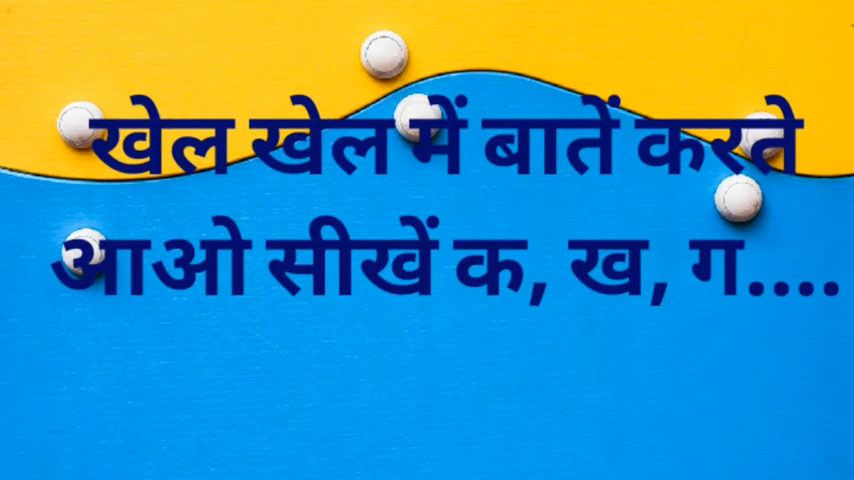 खेल खेल में बातें करते
आओ सीखें क, ख, ग....